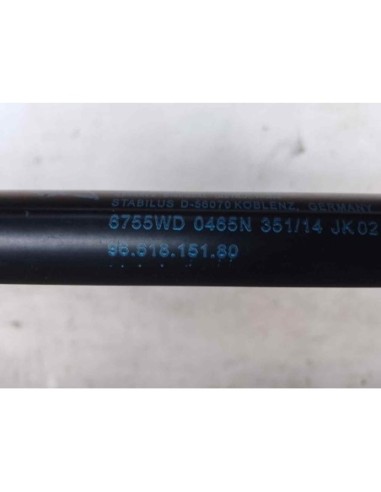 STABILUS D-56070 KOBLENZ, GERMANY
6755WD 0465N 351/14 JK02
96.818.151.80